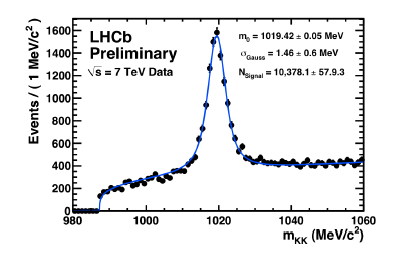 LHCb
Preliminary
√s = 7 TeV Data
m₀ = 1019.42 ± 0.05 MeV
σGauss = 1.46 ± 0.6 MeV
NSignal = 10,378.1 ± 57.9.3
Events / ( 1 MeV/c² )
1600
1400
1200
1000
800
600
400
200
0
980 1000 1020 1040 1060
m̄KK (MeV/c²)